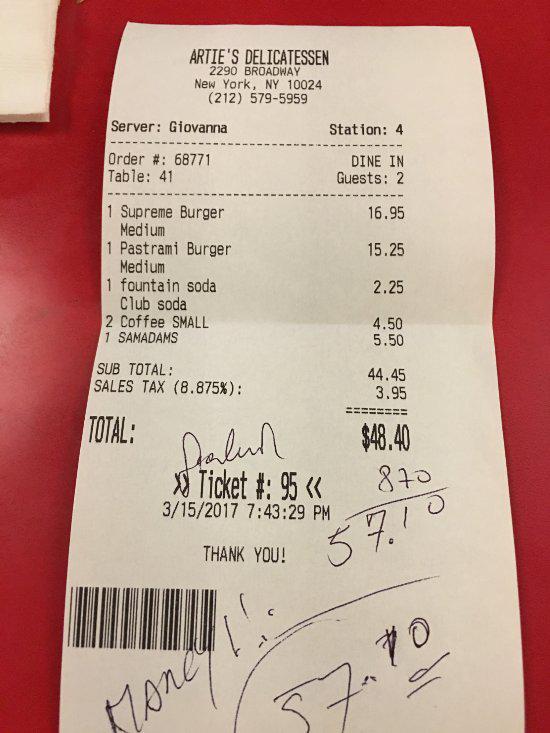 ARTIE'S DELICATESSEN
2290 BROADWAY
New York, NY 10024
(212) 579-5959
Server: Giovanna Station: 4
Order #: 68771 DINE IN
Table: 41 Guests: 2
1 Supreme Burger 16.95
Medium
1 Pastrami Burger 15.25
Medium
1 fountain soda 2.25
Club soda
2 Coffee SMALL 4.50
1 SAMADAMS 5.50
SUB TOTAL: 44.45
SALES TAX (8.875%): 3.95
========
TOTAL: $48.40
>> Ticket #: 95 << 870
3/15/2017 7:43:29 PM 57.10
THANK YOU!
57.10